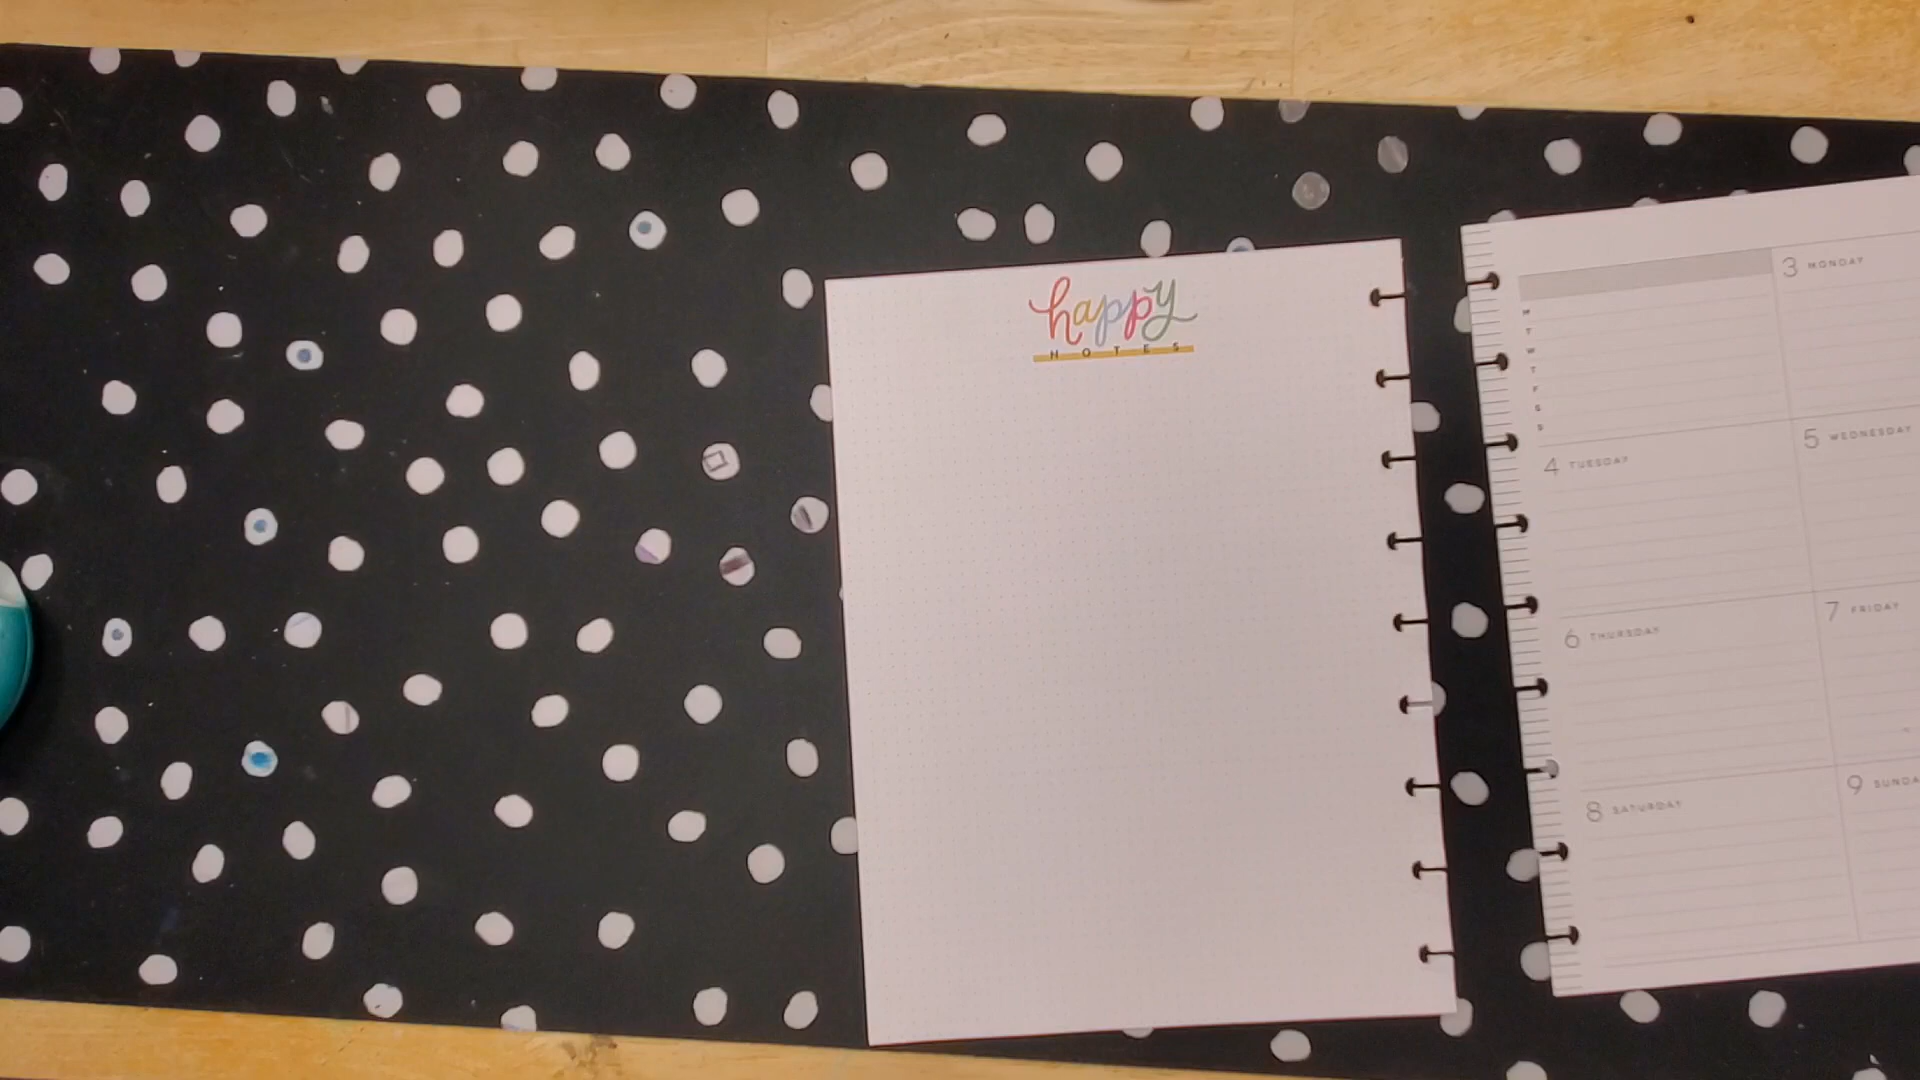 happy
NOTES
3 MONDAY
M
T
W
T
F
S
S
4 TUESDAY
5 WEDNESDAY
6 THURSDAY
7 FRIDAY
8 SATURDAY
9 SUNDA